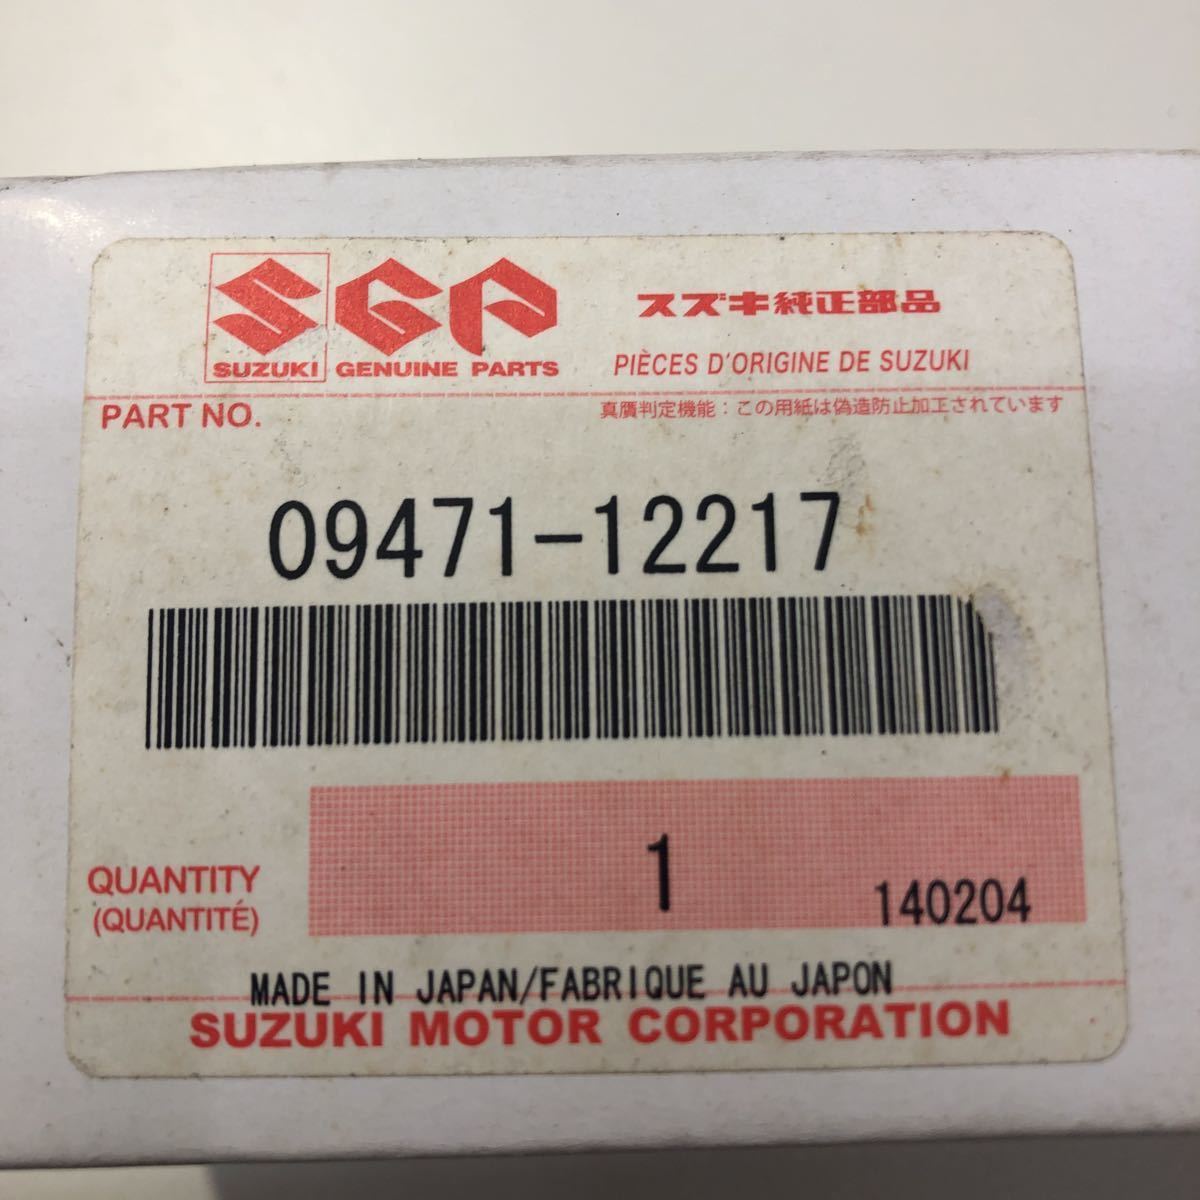 SGP
スズキ純正部品
SUZUKI GENUINE PARTS
PIÈCES D'ORIGINE DE SUZUKI
PART NO.
真贋判定機能：この用紙は偽造防止加工されています
09471-12217
1
QUANTITY
(QUANTITÉ)
140204
MADE IN JAPAN/FABRIQUE AU JAPON
SUZUKI MOTOR CORPORATION